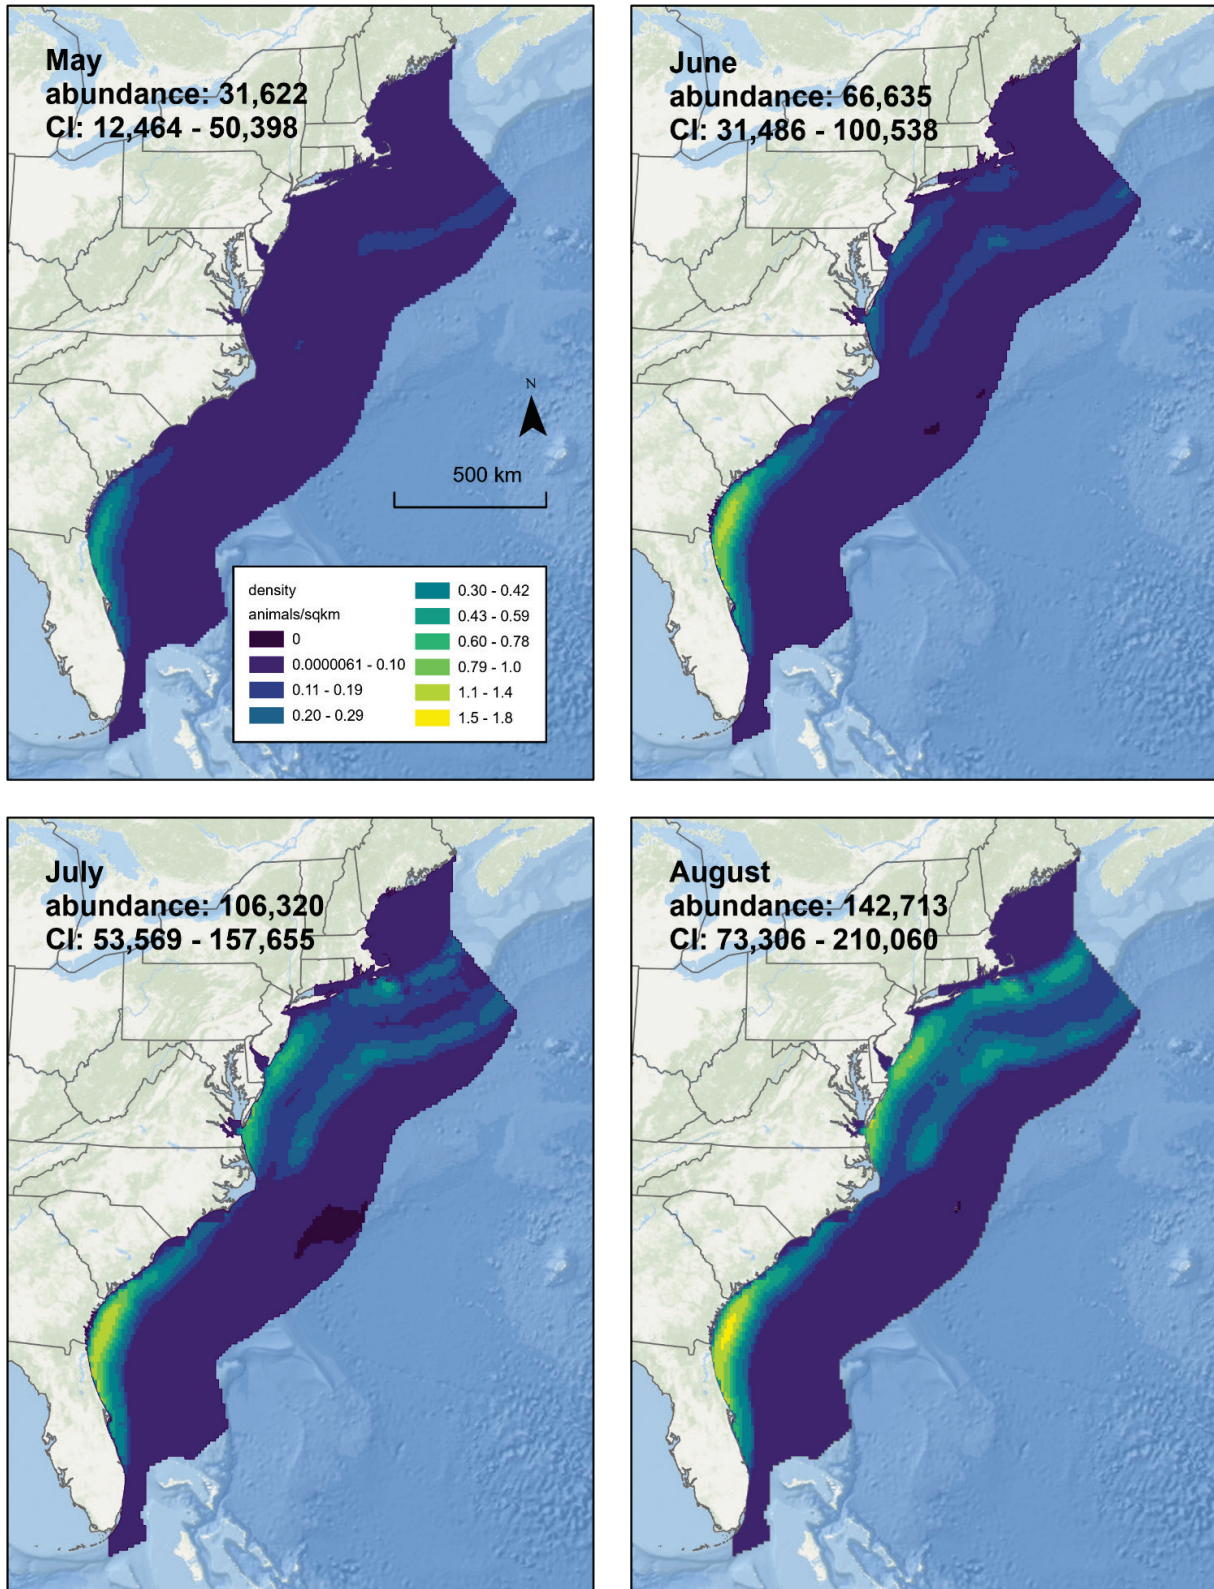 May
abundance: 31,622
CI: 12,464 - 50,398
N
500 km
density
animals/sqkm
0
0.0000061 - 0.10
0.11 - 0.19
0.20 - 0.29
0.30 - 0.42
0.43 - 0.59
0.60 - 0.78
0.79 - 1.0
1.1 - 1.4
1.5 - 1.8
June
abundance: 66,635
CI: 31,486 - 100,538
July
abundance: 106,320
CI: 53,569 - 157,655
August
abundance: 142,713
CI: 73,306 - 210,060